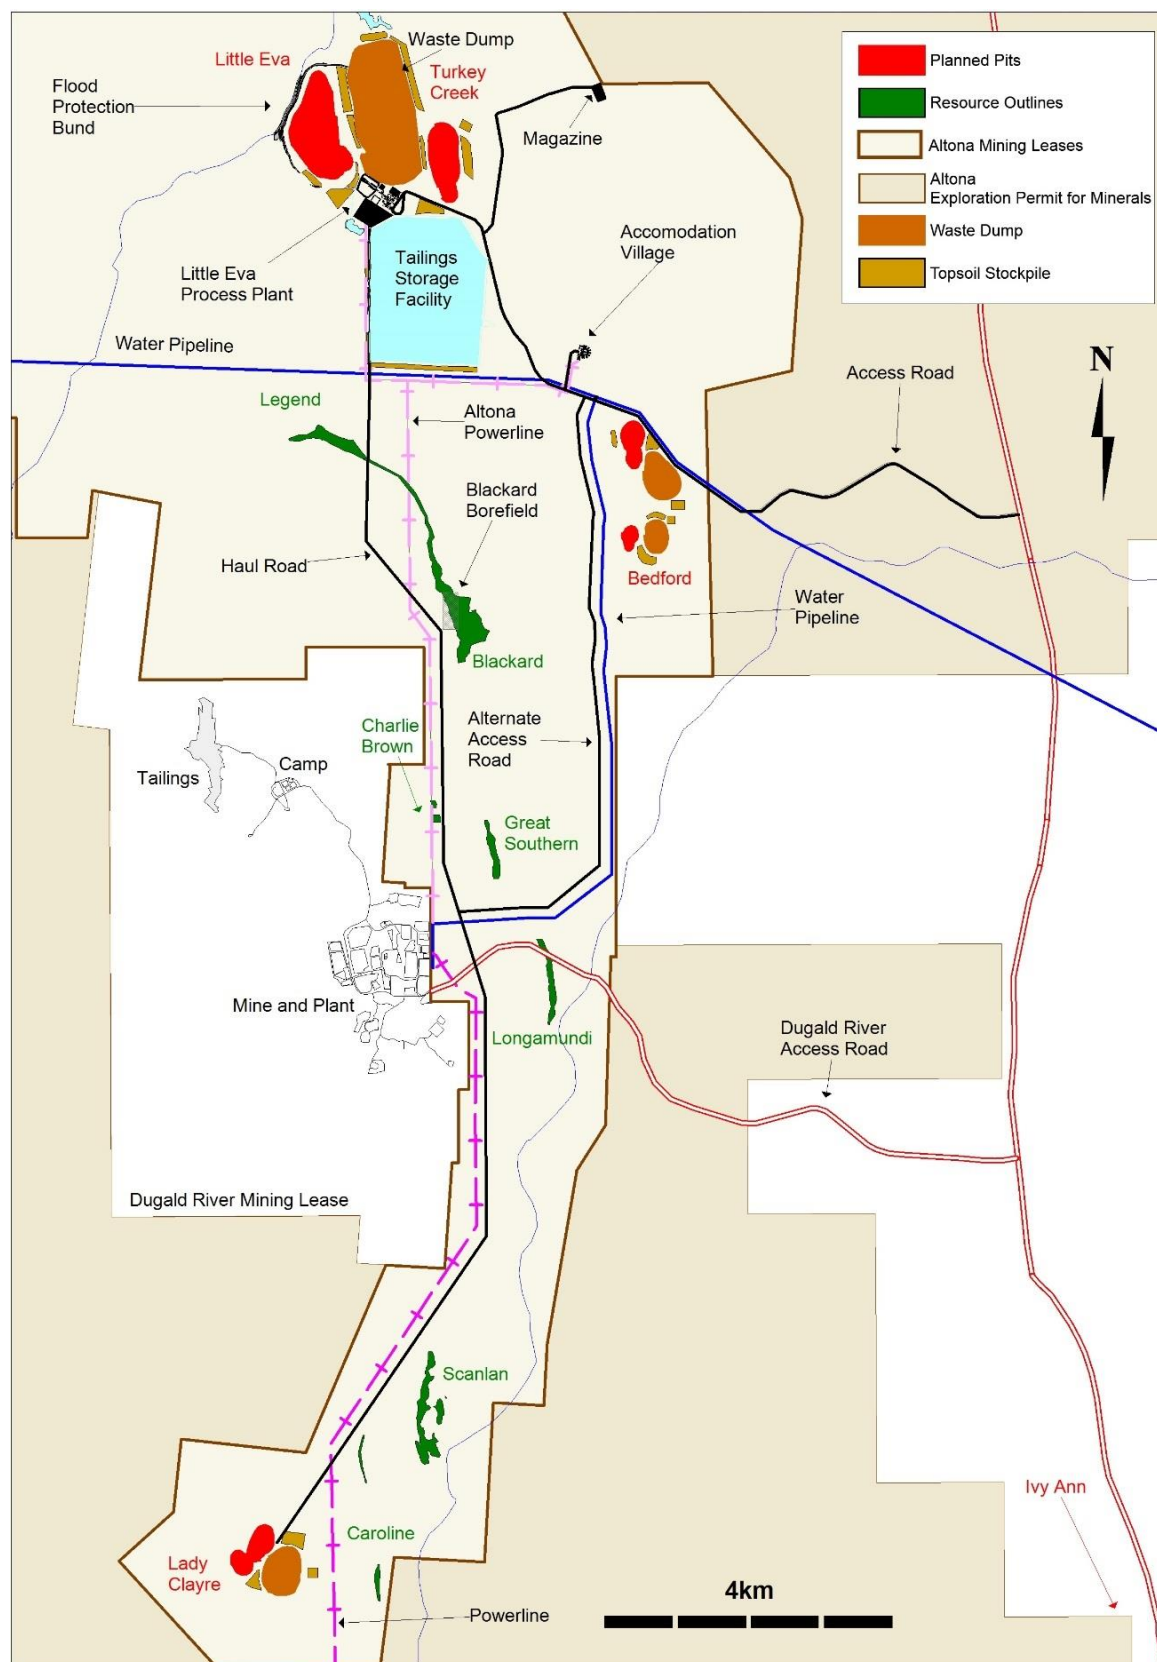 Waste Dump
Little Eva
Turkey
Creek
Flood
Protection
Bund
Magazine
Planned Pits
Resource Outlines
Altona Mining Leases
Altona
Exploration Permit for Minerals
Waste Dump
Topsoil Stockpile
Accomodation
Village
Tailings
Storage
Facility
Little Eva
Process Plant
Water Pipeline
N
Access Road
Legend
Altona
Powerline
Blackard
Borefield
Haul Road
Bedford
Water
Pipeline
Blackard
Charlie
Brown
Alternate
Access
Road
Tailings
Camp
Great
Southern
Mine and Plant
Longamundi
Dugald River
Access Road
Dugald River Mining Lease
Scanlan
Ivy Ann
Caroline
Lady
Clayre
4km
Powerline